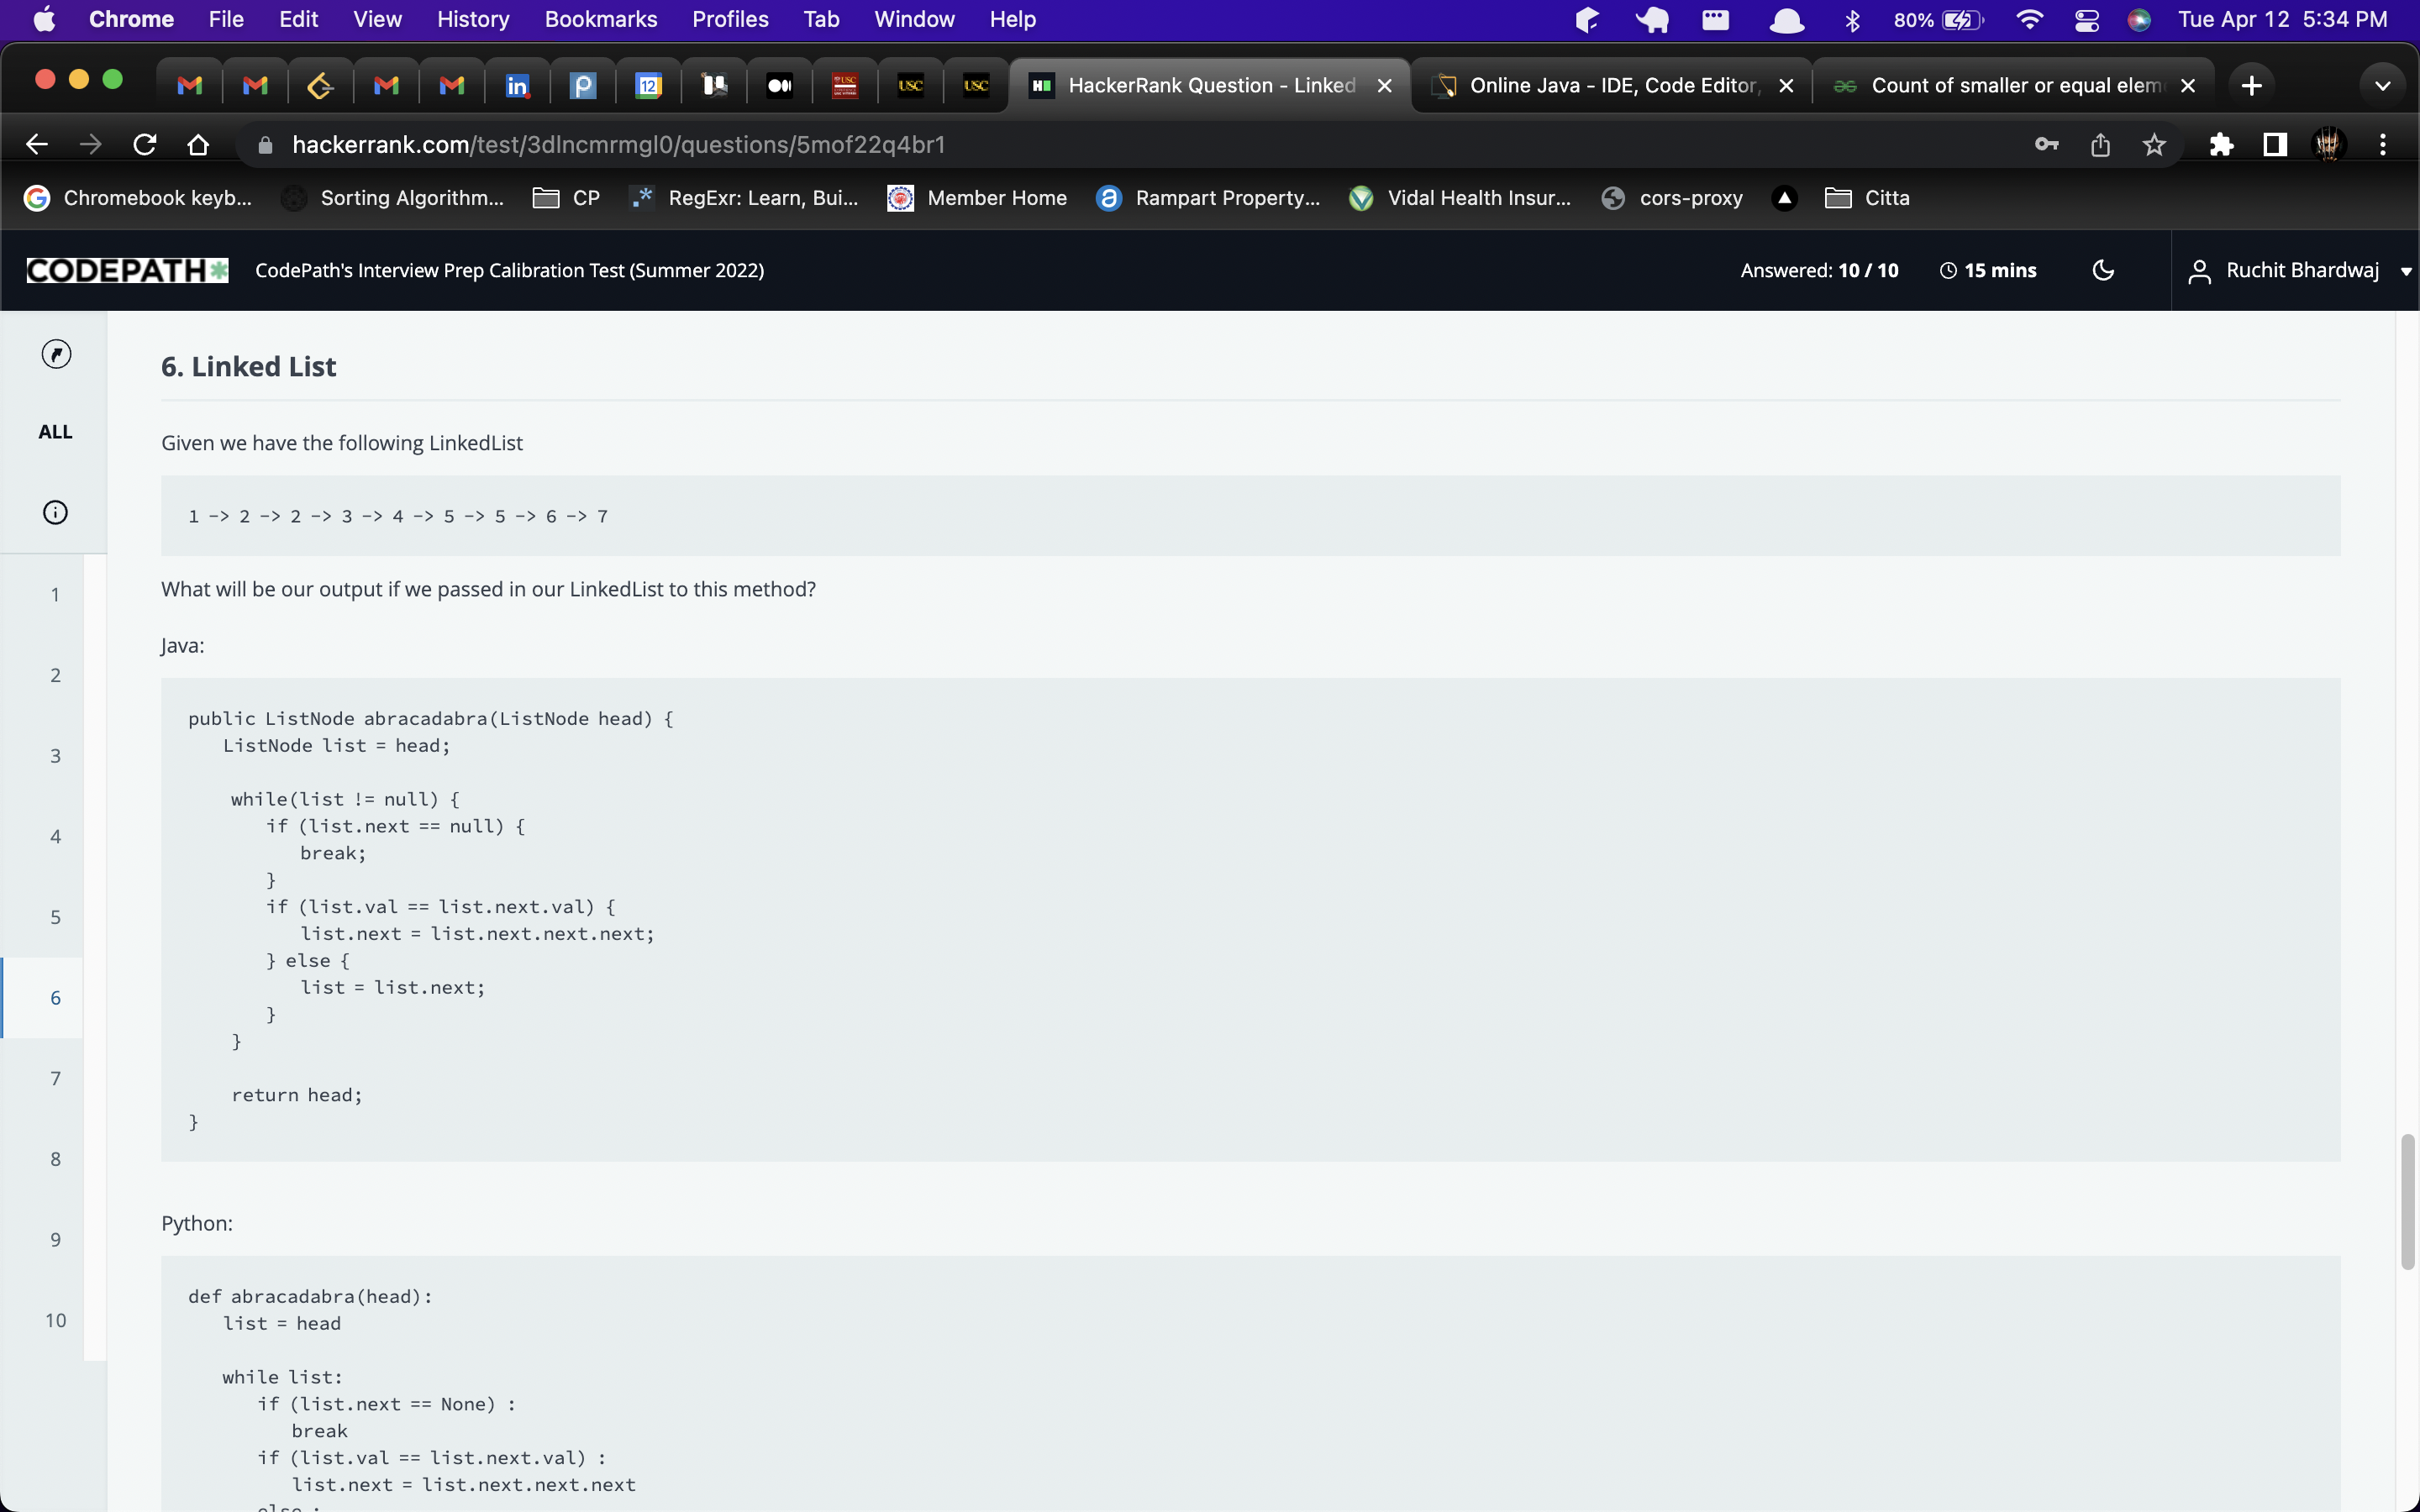 Chrome File Edit View History Bookmarks Profiles Tab Window Help 80% Tue Apr 12 5:34 PM
HackerRank Question - Linked Online Java - IDE, Code Editor, Count of smaller or equal elem
hackerrank.com/test/3dlncmrmgl0/questions/5mof22q4br1
Chromebook keyb... Sorting Algorithm... CP RegExr: Learn, Bui... Member Home Rampart Property... Vidal Health Insur... cors-proxy Citta
CODEPATH* CodePath's Interview Prep Calibration Test (Summer 2022) Answered: 10 / 10 15 mins Ruchit Bhardwaj
ALL
1
2
3
4
5
6
7
8
9
10
6. Linked List
Given we have the following LinkedList
1 -> 2 -> 2 -> 3 -> 4 -> 5 -> 5 -> 6 -> 7
What will be our output if we passed in our LinkedList to this method?
Java:
public ListNode abracadabra(ListNode head) {
   ListNode list = head;
    while(list != null) {
       if (list.next == null) {
          break;
       }
       if (list.val == list.next.val) {
          list.next = list.next.next.next;
       } else {
          list = list.next;
       }
    }
    return head;
}
Python:
def abracadabra(head):
   list = head
   while list:
      if (list.next == None) :
         break
      if (list.val == list.next.val) :
         list.next = list.next.next.next
      else :